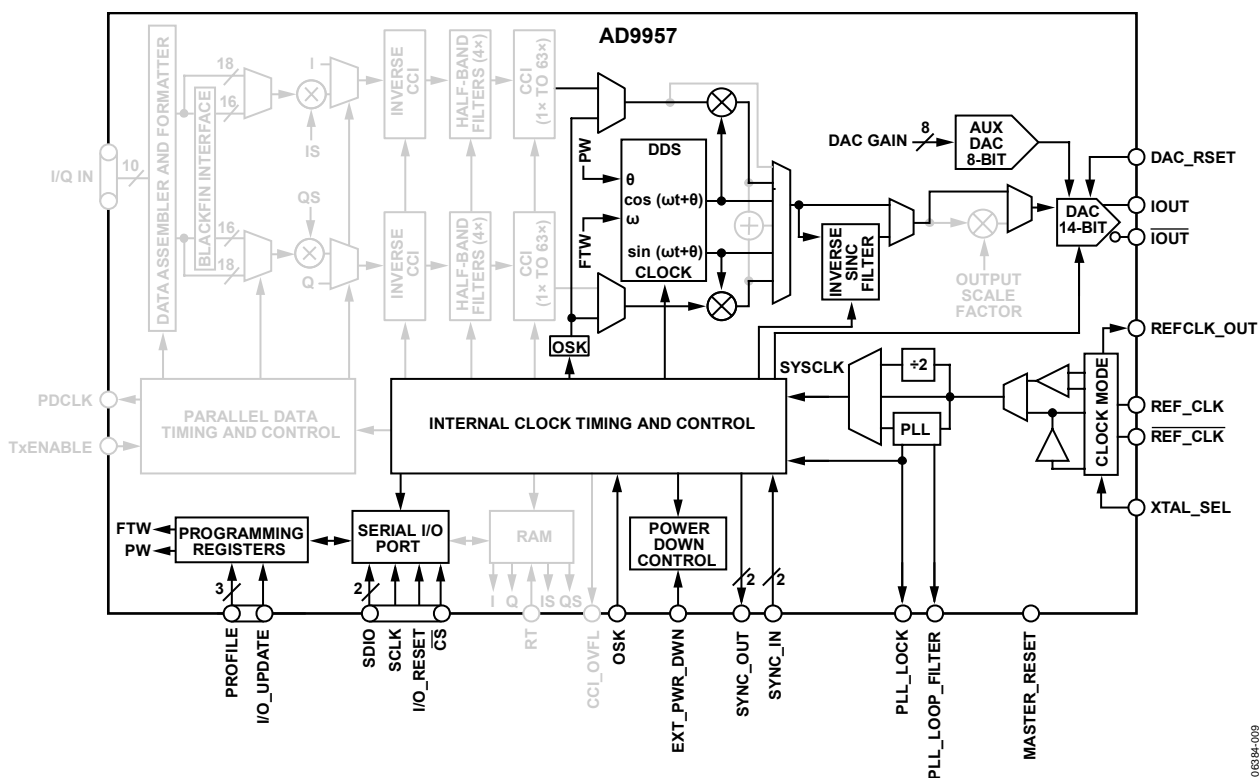 AD9957
DATA ASSEMBLER AND FORMATTER
BLACKFIN INTERFACE
18
16
16
18
I
IS
QS
Q
INVERSE
CCI
HALF-BAND
FILTERS (4×)
CCI
(1× TO 63×)
INVERSE
CCI
HALF-BAND
FILTERS (4×)
CCI
(1× TO 63×)
I/Q IN
10
PW
FTW
DDS
θ
cos (ωt+θ)
ω
sin (ωt+θ)
CLOCK
OSK
INVERSE
SINC
FILTER
OUTPUT
SCALE
FACTOR
DAC GAIN
8
AUX
DAC
8-BIT
DAC
14-BIT
DAC_RSET
IOUT
IOUT
REFCLK_OUT
REF_CLK
REF_CLK
XTAL_SEL
CLOCK MODE
SYSCLK
÷2
PLL
PDCLK
TxENABLE
PARALLEL DATA
TIMING AND CONTROL
INTERNAL CLOCK TIMING AND CONTROL
FTW
PW
PROGRAMMING
REGISTERS
SERIAL I/O
PORT
RAM
POWER
DOWN
CONTROL
3
2
I
Q
IS
QS
2
2
PROFILE
I/O_UPDATE
SDIO
SCLK
I/O_RESET
CS
RT
CCI_OVFL
OSK
EXT_PWR_DWN
SYNC_OUT
SYNC_IN
PLL_LOCK
PLL_LOOP_FILTER
MASTER_RESET
06384-009